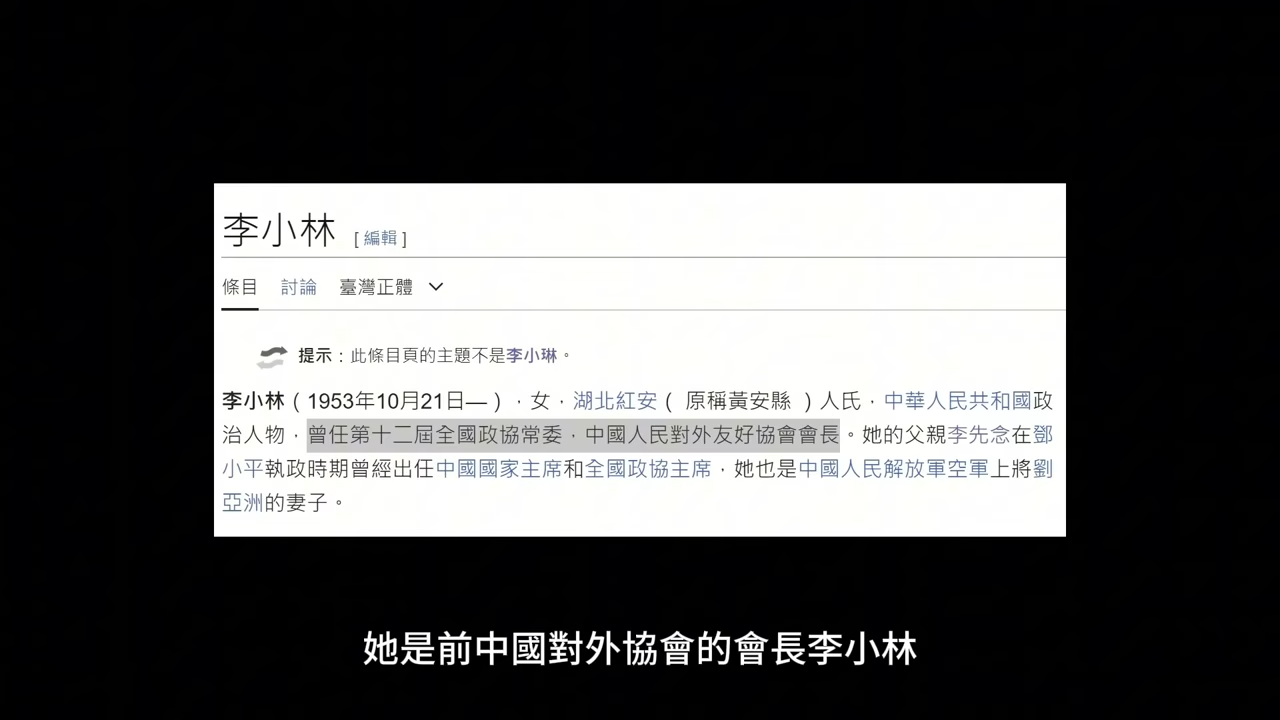 李小林 [ 編輯 ]
條目 討論 臺灣正體
提示：此條目頁的主題不是李小琳。
李小林（1953年10月21日—），女，湖北紅安（ 原稱黃安縣 ）人氏，中華人民共和國政
治人物，曾任第十二屆全國政協常委，中國人民對外友好協會會長。她的父親李先念在鄧
小平執政時期曾經出任中國國家主席和全國政協主席，她也是中國人民解放軍空軍上將劉
亞洲的妻子。
她是前中國對外協會的會長李小林